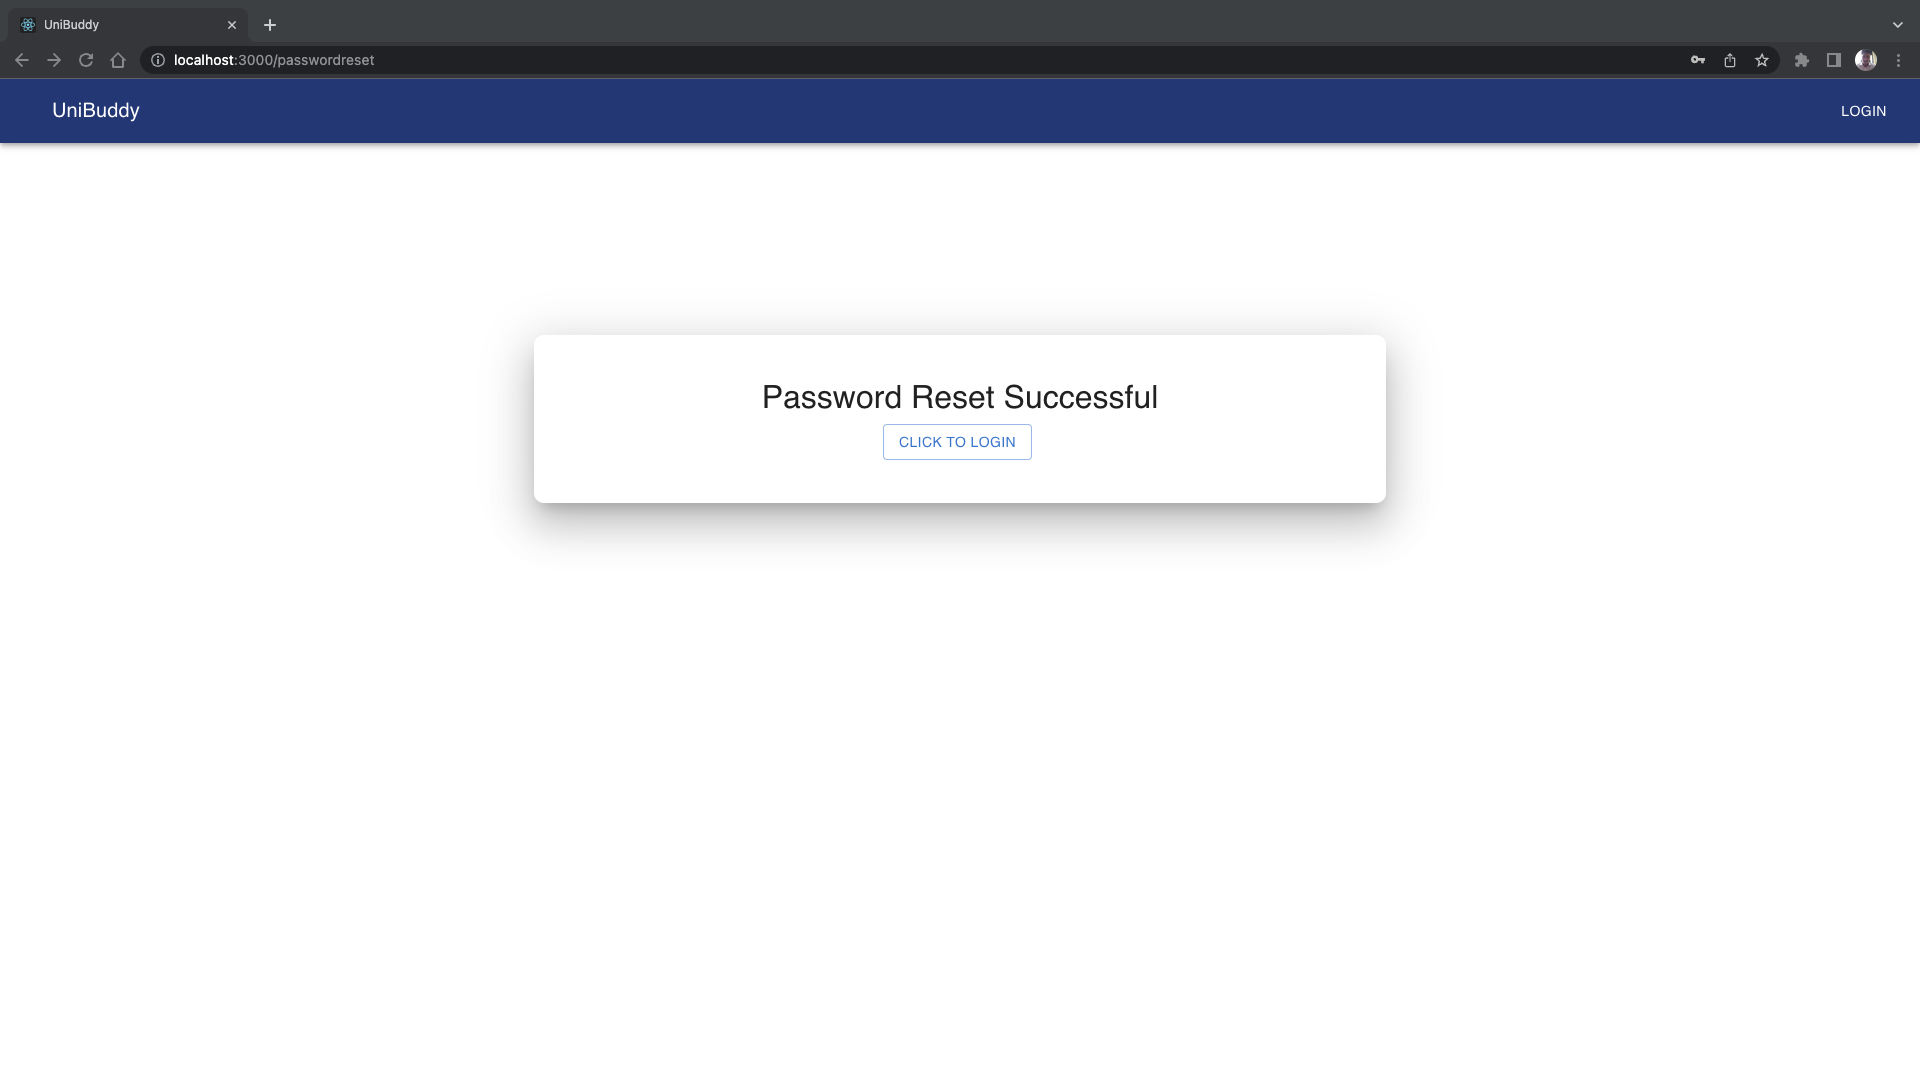 UniBuddy
localhost:3000/passwordreset
UniBuddy
LOGIN
Password Reset Successful
CLICK TO LOGIN